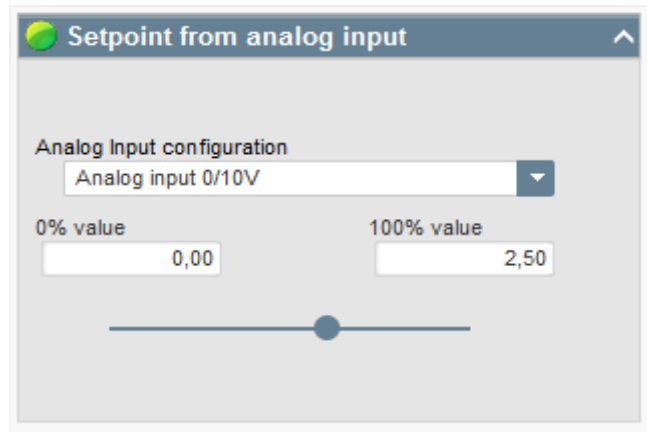 Setpoint from analog input
Analog Input configuration
Analog input 0/10V
0% value 100% value
0,00 2,50